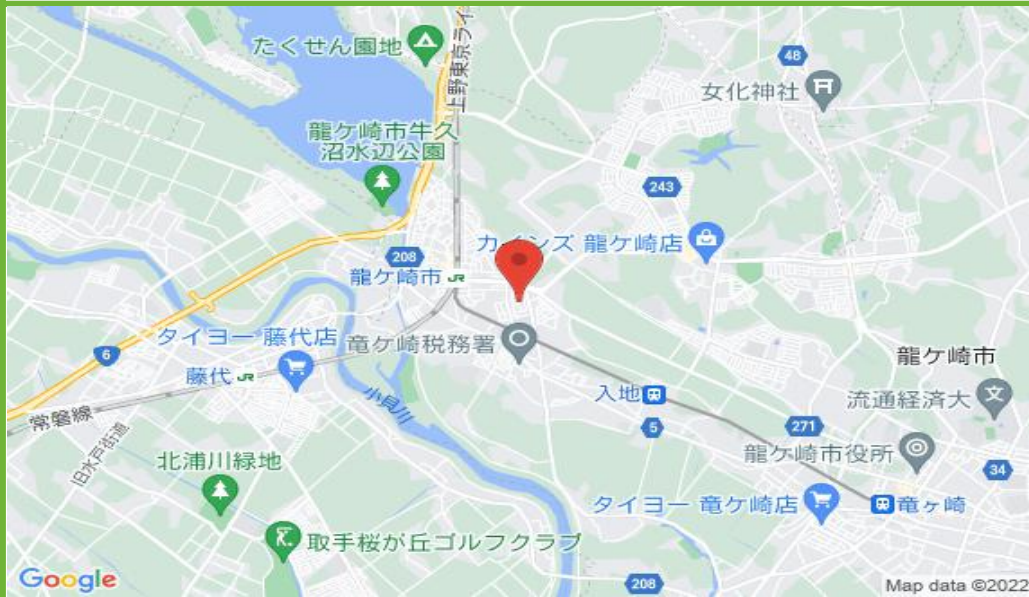 たくせん園地
上野東京ライ
48
女化神社
龍ケ崎市牛久
沼水辺公園
243
208
カインズ 龍ケ崎店
龍ケ崎市 JR
タイヨー 藤代店
竜ケ崎税務署
6
藤代 JR
龍ケ崎市
入地
流通経済大
常磐線
小貝川
5
271
旧水戸街道
北浦川緑地
龍ケ崎市役所
34
タイヨー 竜ケ崎店
竜ヶ崎
取手桜が丘ゴルフクラブ
Google
208
Map data ©2022